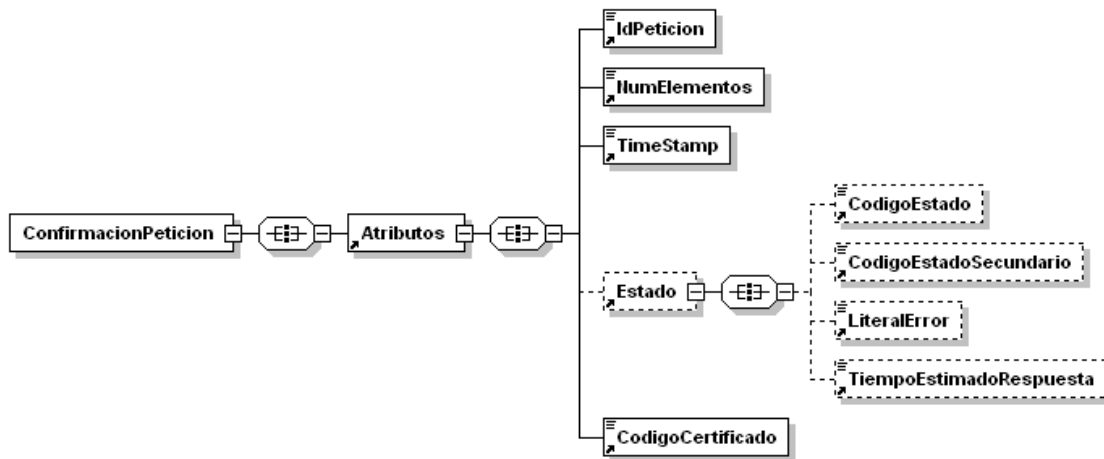 IdPeticion
NumElementos
TimeStamp
ConfirmacionPeticion
Atributos
Estado
CodigoEstado
CodigoEstadoSecundario
LiteralError
TiempoEstimadoRespuesta
CodigoCertificado